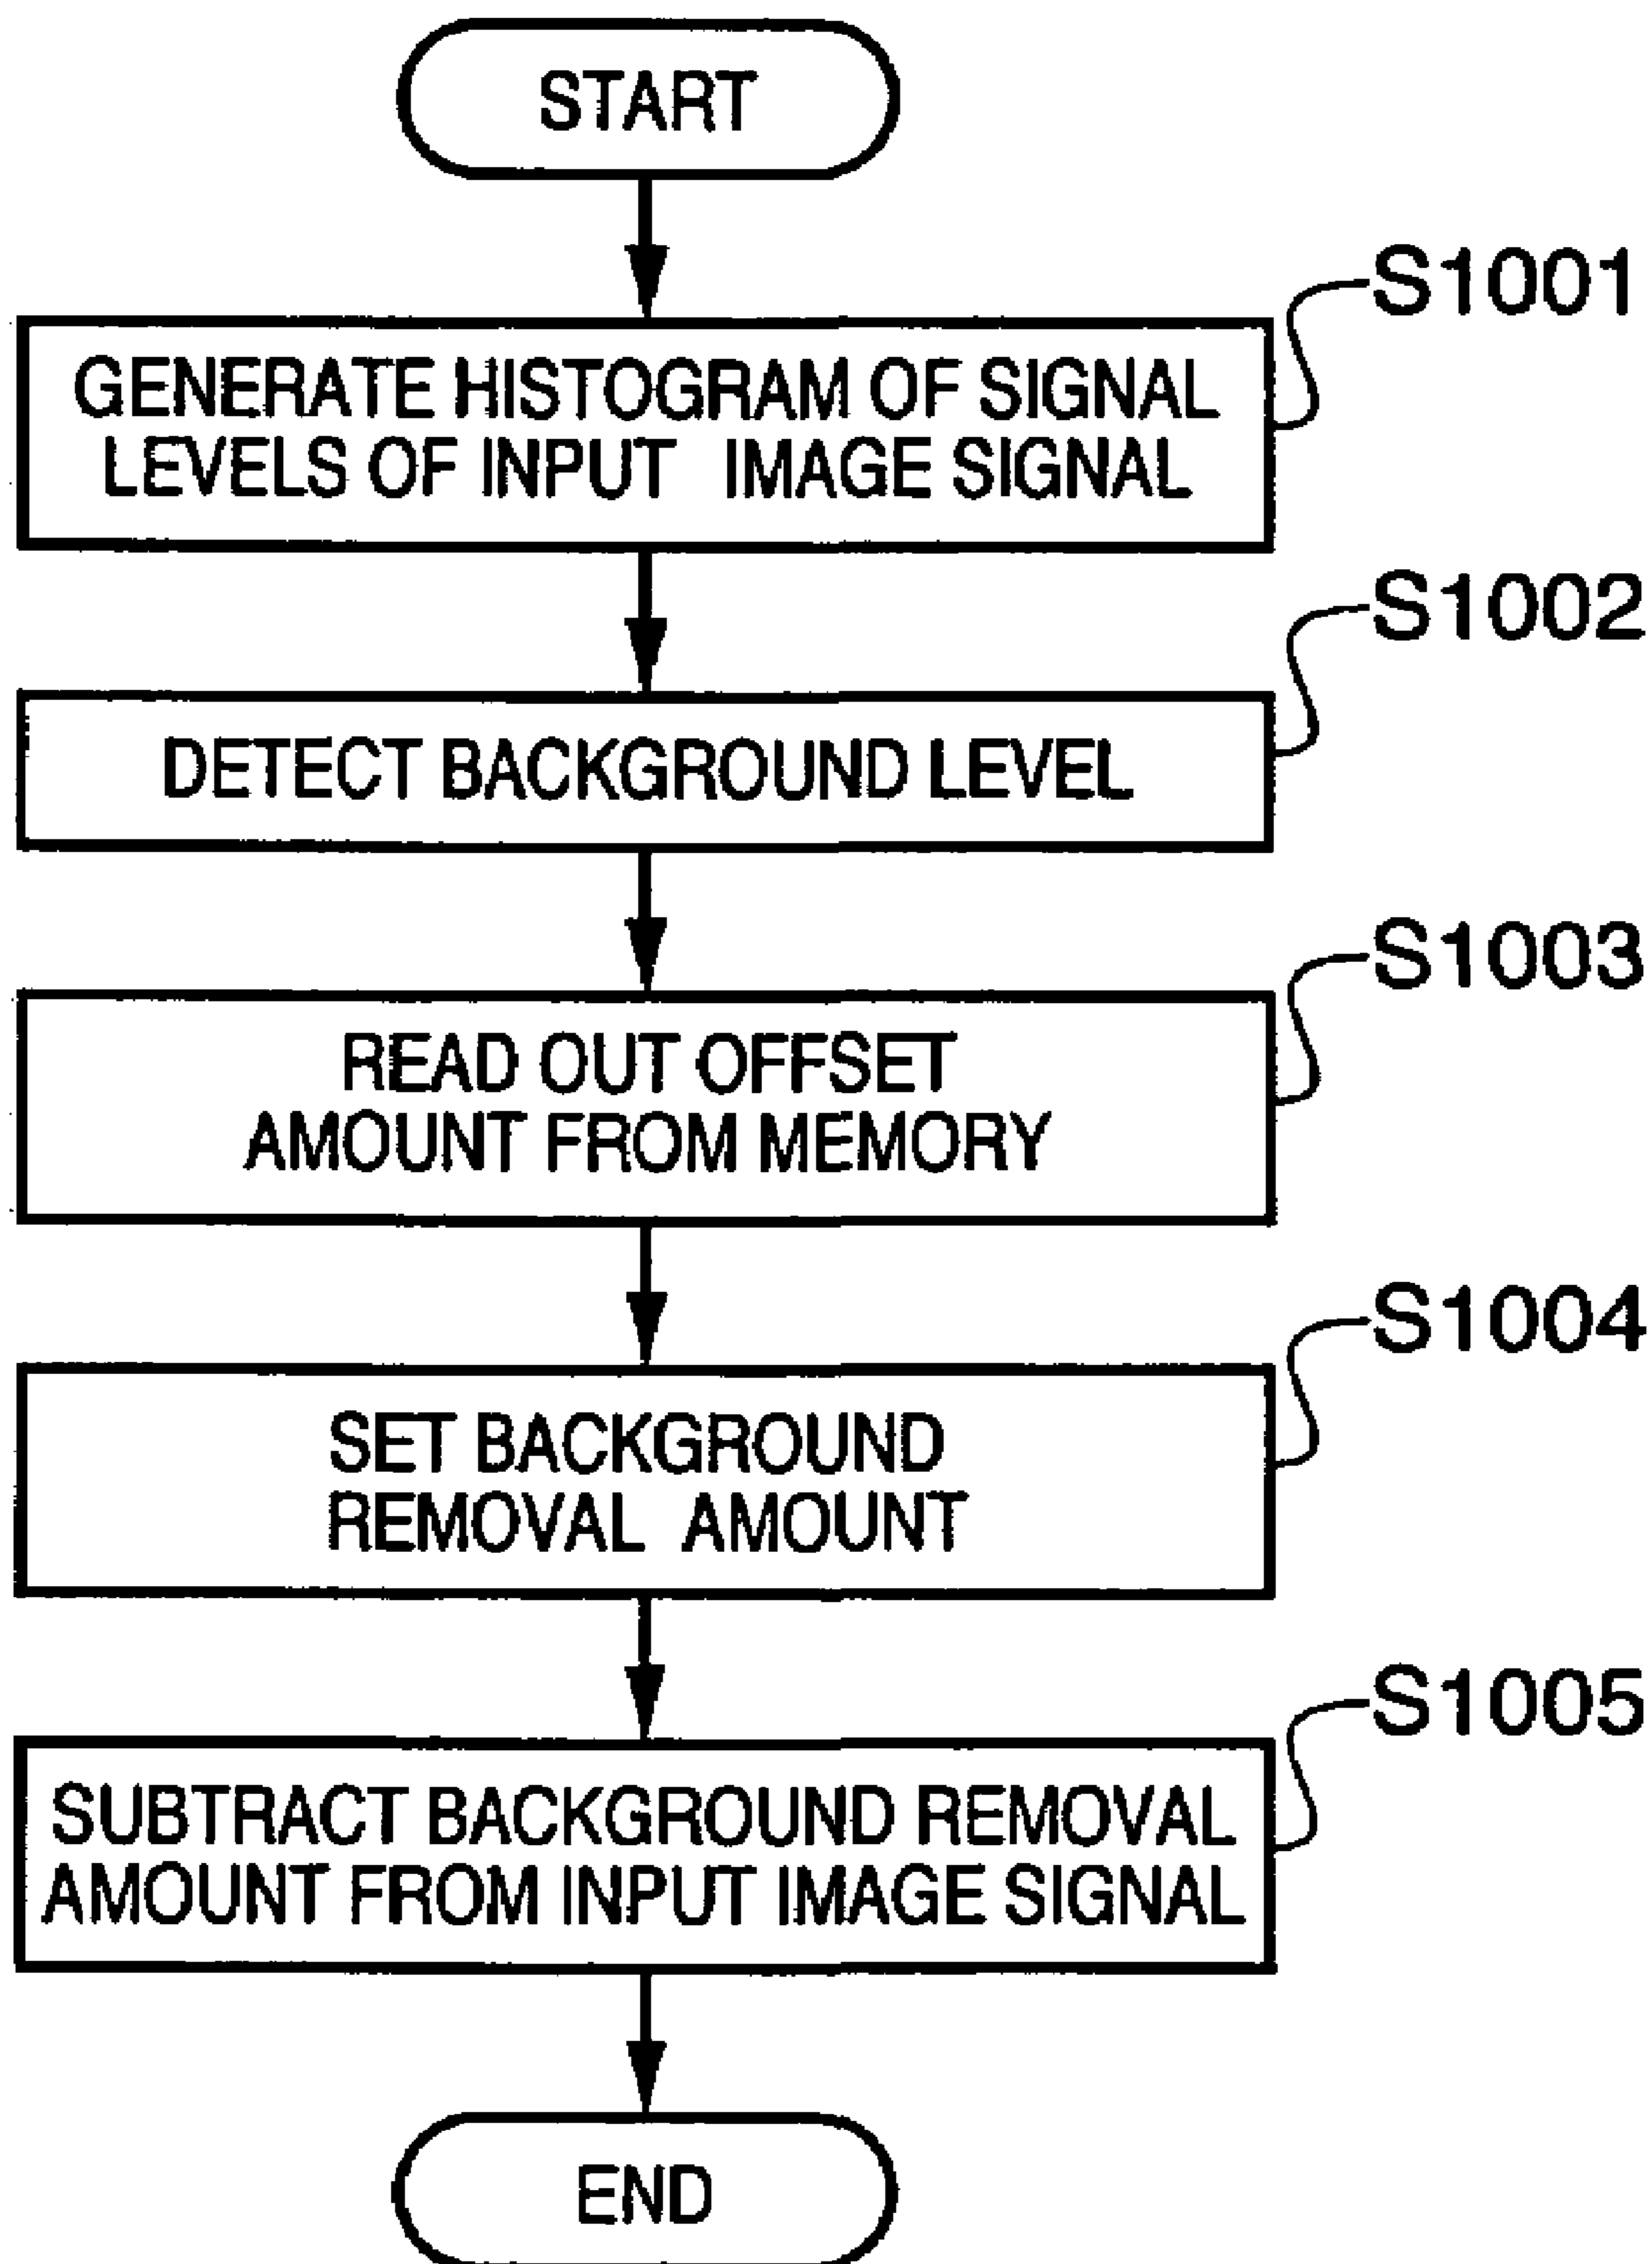 START
S1001
GENERATE HISTOGRAM OF SIGNAL
LEVELS OF INPUT IMAGE SIGNAL
S1002
DETECT BACKGROUND LEVEL
S1003
READ OUT OFFSET
AMOUNT FROM MEMORY
S1004
SET BACKGROUND
REMOVAL AMOUNT
S1005
SUBTRACT BACKGROUND REMOVAL
AMOUNT FROM INPUT IMAGE SIGNAL
END